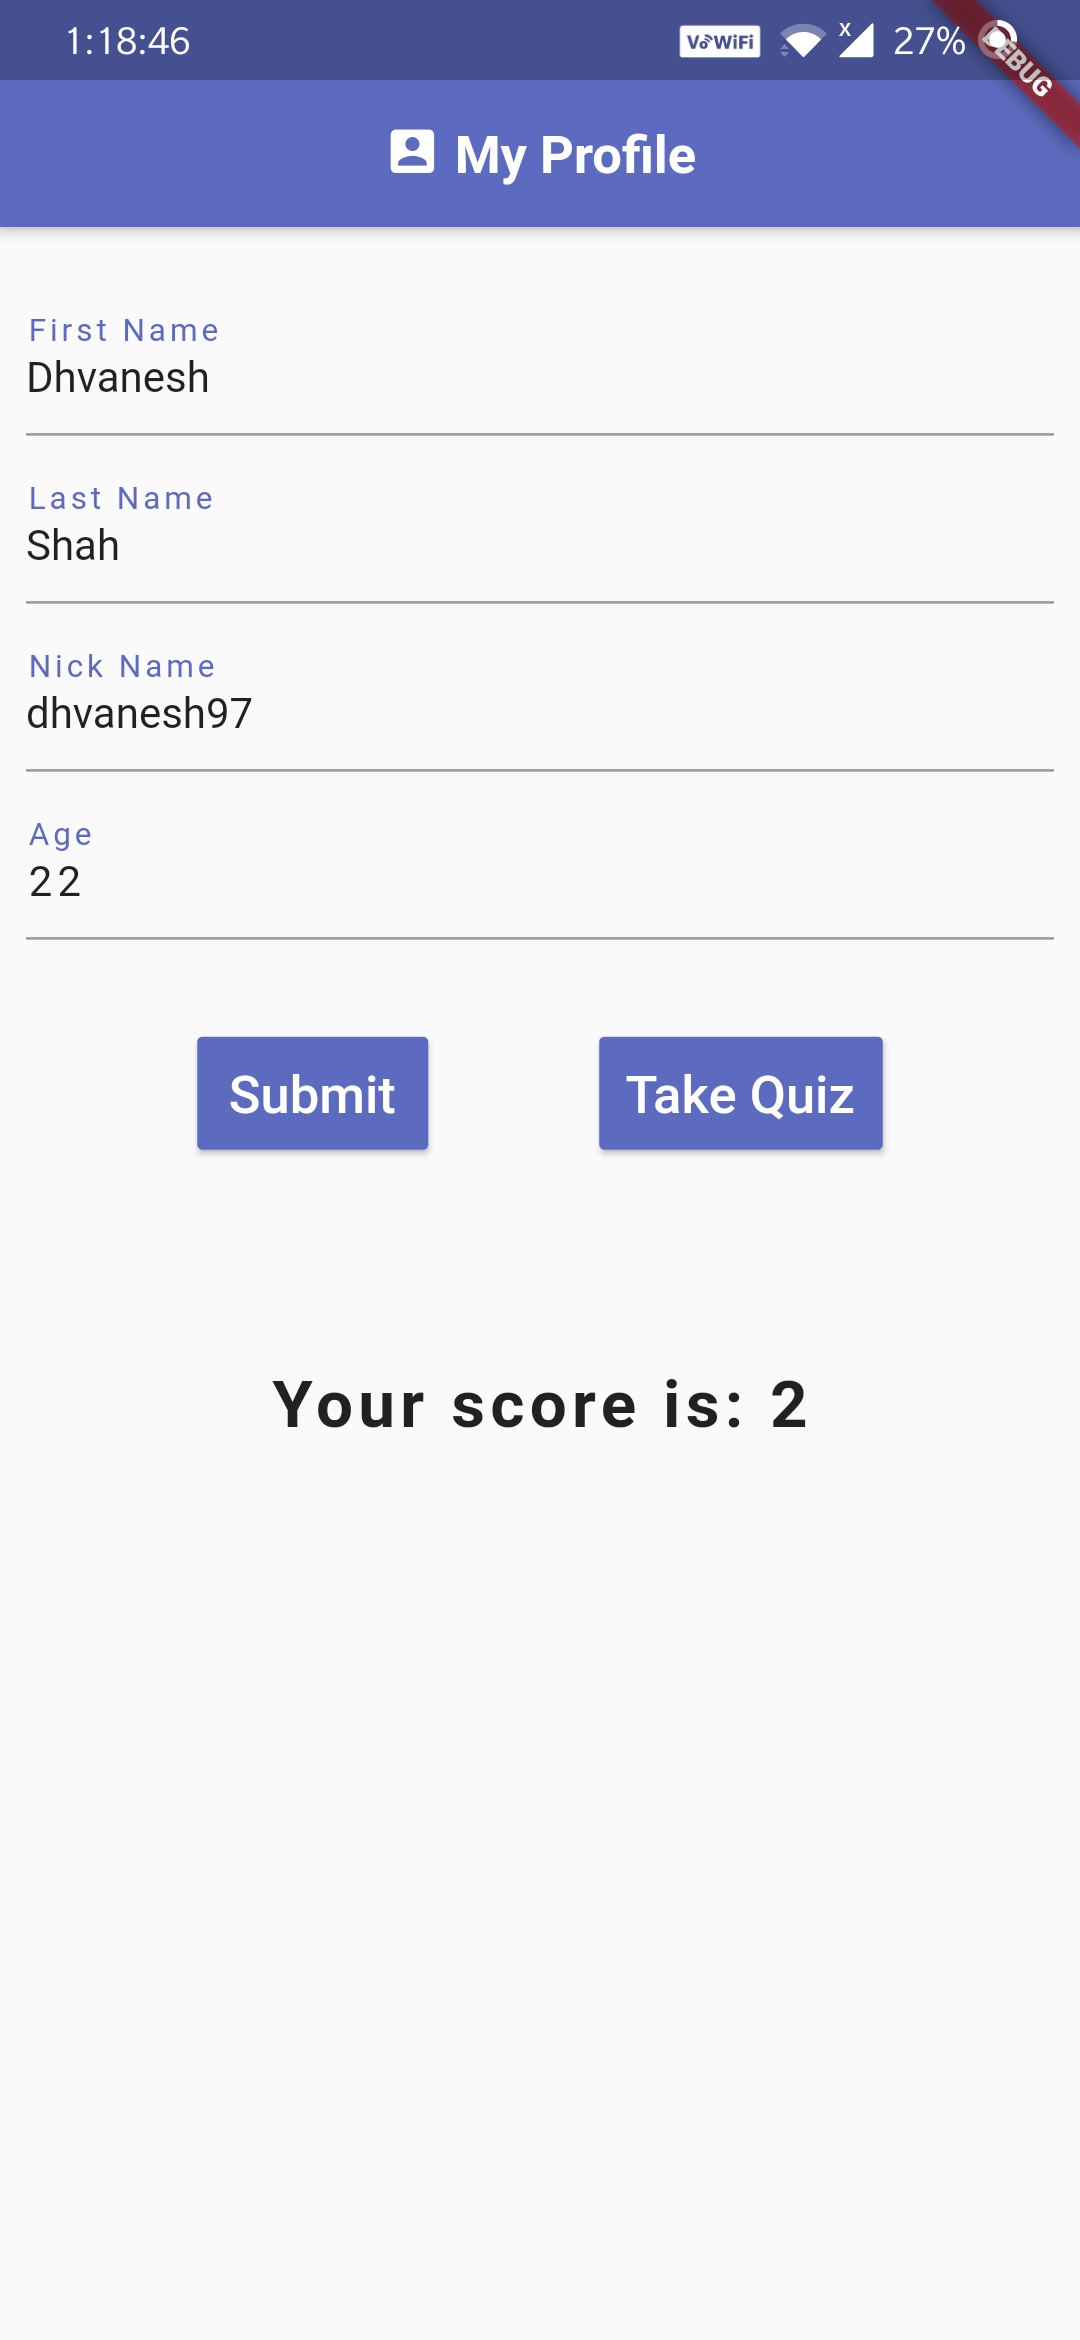 1:18:46 VoWiFi X 27%
DEBUG
My Profile
First Name
Dhvanesh
Last Name
Shah
Nick Name
dhvanesh97
Age
22
Submit Take Quiz
Your score is: 2